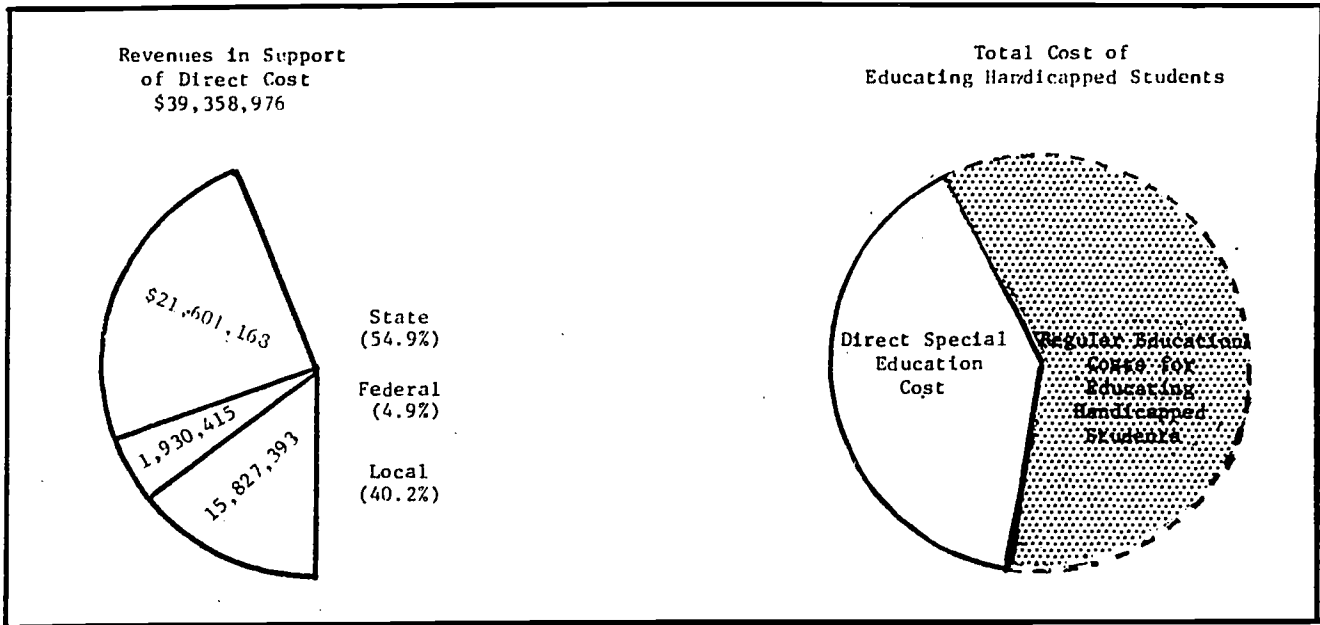 Revenues in Support
of Direct Cost
$39,358,976
$21,601,163
1,930,415
15,827,393
State
(54.9%)
Federal
(4.9%)
Local
(40.2%)
Total Cost of
Educating Handicapped Students
Direct Special
Education
Cost
Regular Education
Costs for
Educating
Handicapped
Students